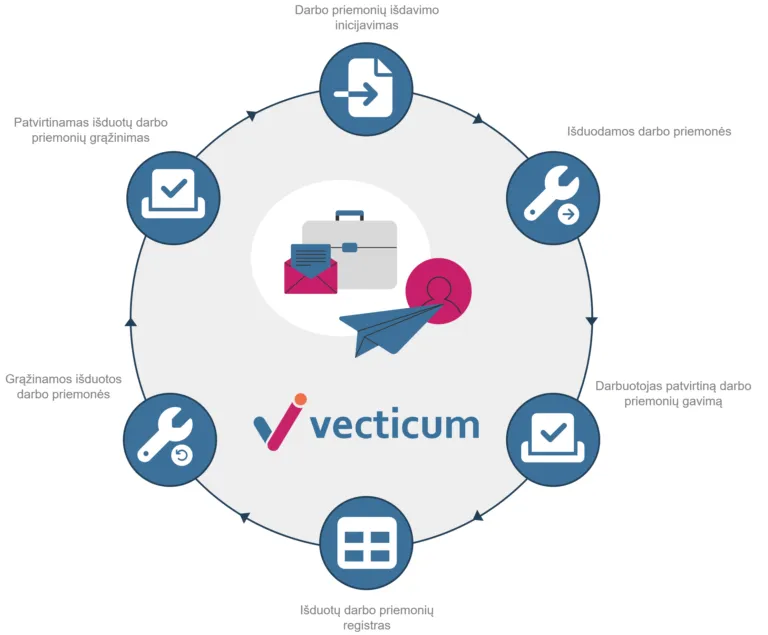 Darbo priemonių išdavimo
inicijavimas
Išduodamos darbo priemonės
Darbuotojas patvirtiną darbo
priemonių gavimą
Išduotų darbo priemonių
registras
Grąžinamos išduotos
darbo priemonės
Patvirtinamas išduotų darbo
priemonių grąžinimas
vecticum